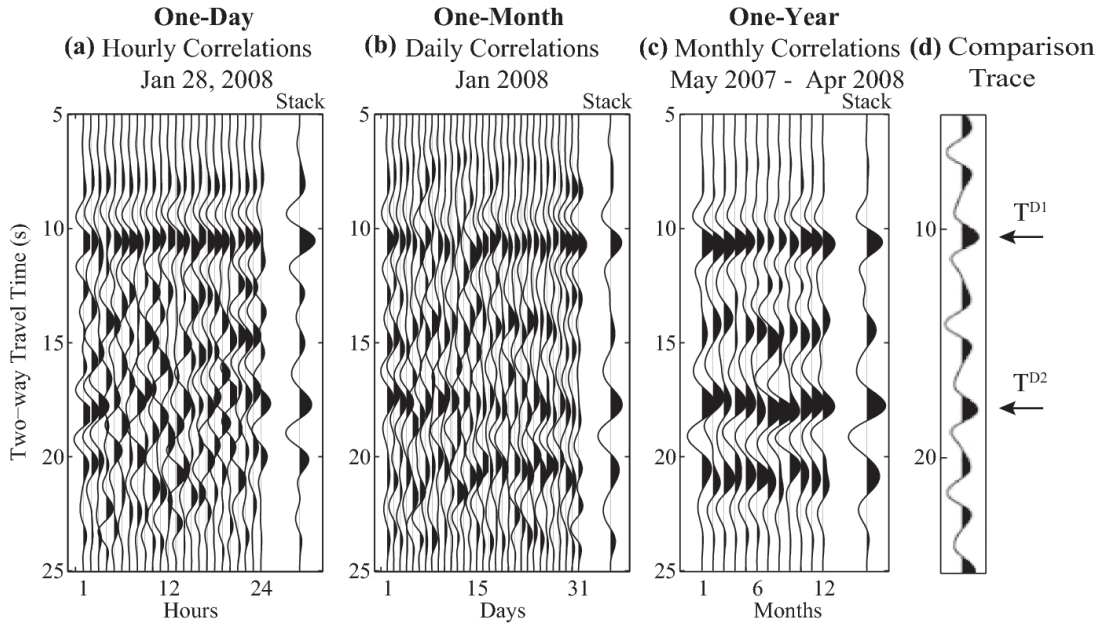 One-Day
(a) Hourly Correlations
Jan 28, 2008
Stack
One-Month
(b) Daily Correlations
Jan 2008
Stack
One-Year
(c) Monthly Correlations
May 2007 - Apr 2008
Stack
(d) Comparison
Trace
Two–way Travel Time (s)
5
10
15
20
25
1 12 24
Hours
5
10
15
20
25
1 15 31
Days
5
10
15
20
25
1 6 12
Months
10
20
T^D1
T^D2